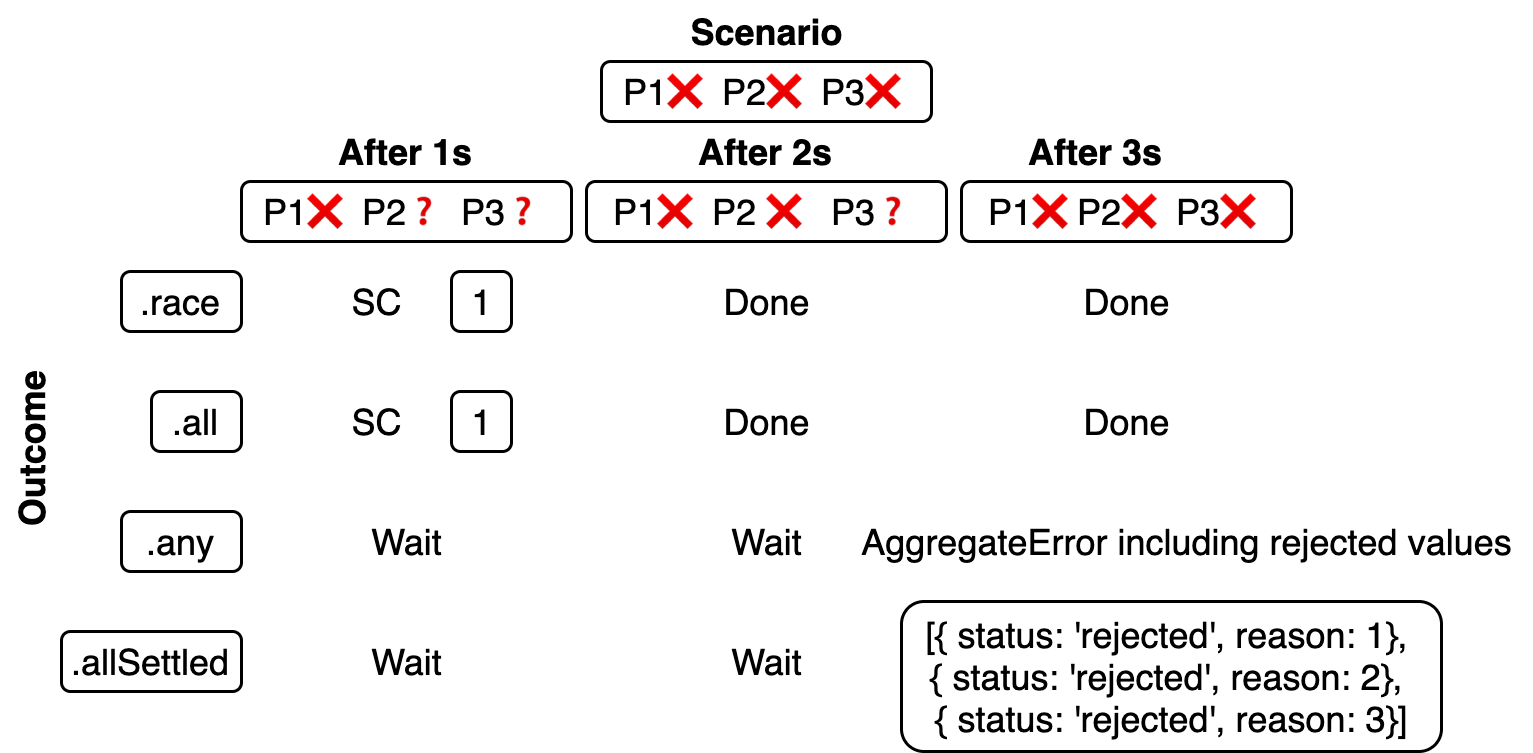 Scenario
P1❌ P2❌ P3❌
After 1s After 2s After 3s
P1❌ P2 ❓ P3 ❓ P1❌ P2 ❌ P3 ❓ P1❌ P2❌ P3❌
.race SC 1 Done Done
.all SC 1 Done Done
Outcome
.any Wait Wait AggregateError including rejected values
.allSettled Wait Wait
[{ status: 'rejected', reason: 1},
{ status: 'rejected', reason: 2},
{ status: 'rejected', reason: 3}]